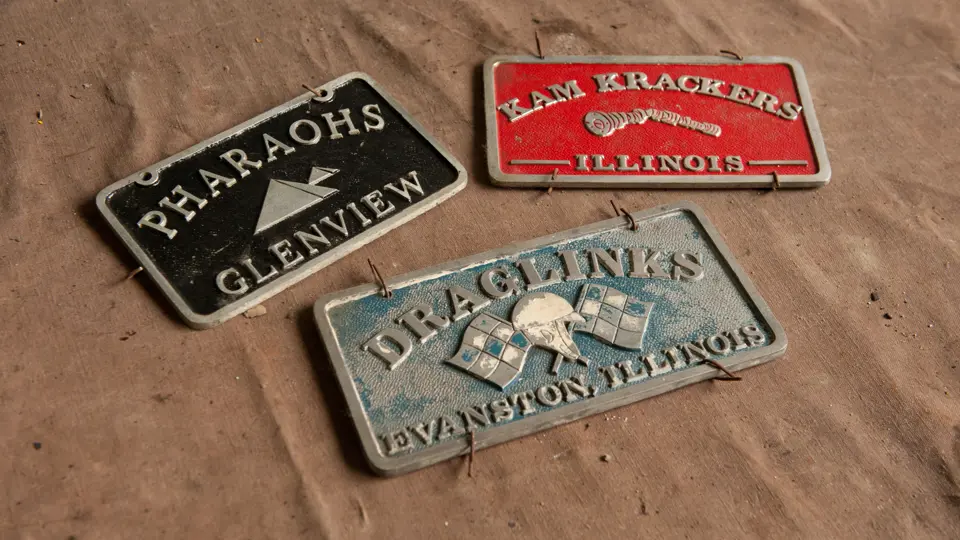 PHARAOHS
GLENVIEW
KAM KRACKERS
ILLINOIS
DRAGLINKS
EVANSTON, ILLINOIS